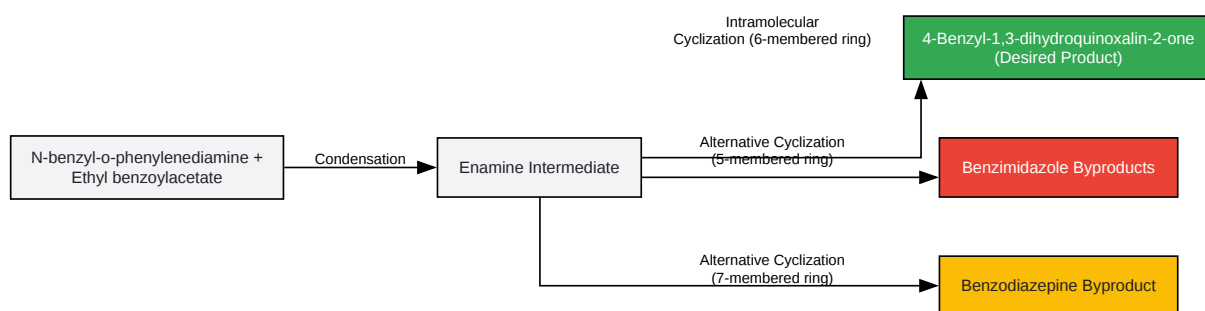 Intramolecular
Cyclization (6-membered ring)
4-Benzyl-1,3-dihydroquinoxalin-2-one
(Desired Product)
N-benzyl-o-phenylenediamine +
Ethyl benzoylacetate
Condensation
Enamine Intermediate
Alternative Cyclization
(5-membered ring)
Benzimidazole Byproducts
Alternative Cyclization
(7-membered ring)
Benzodiazepine Byproduct